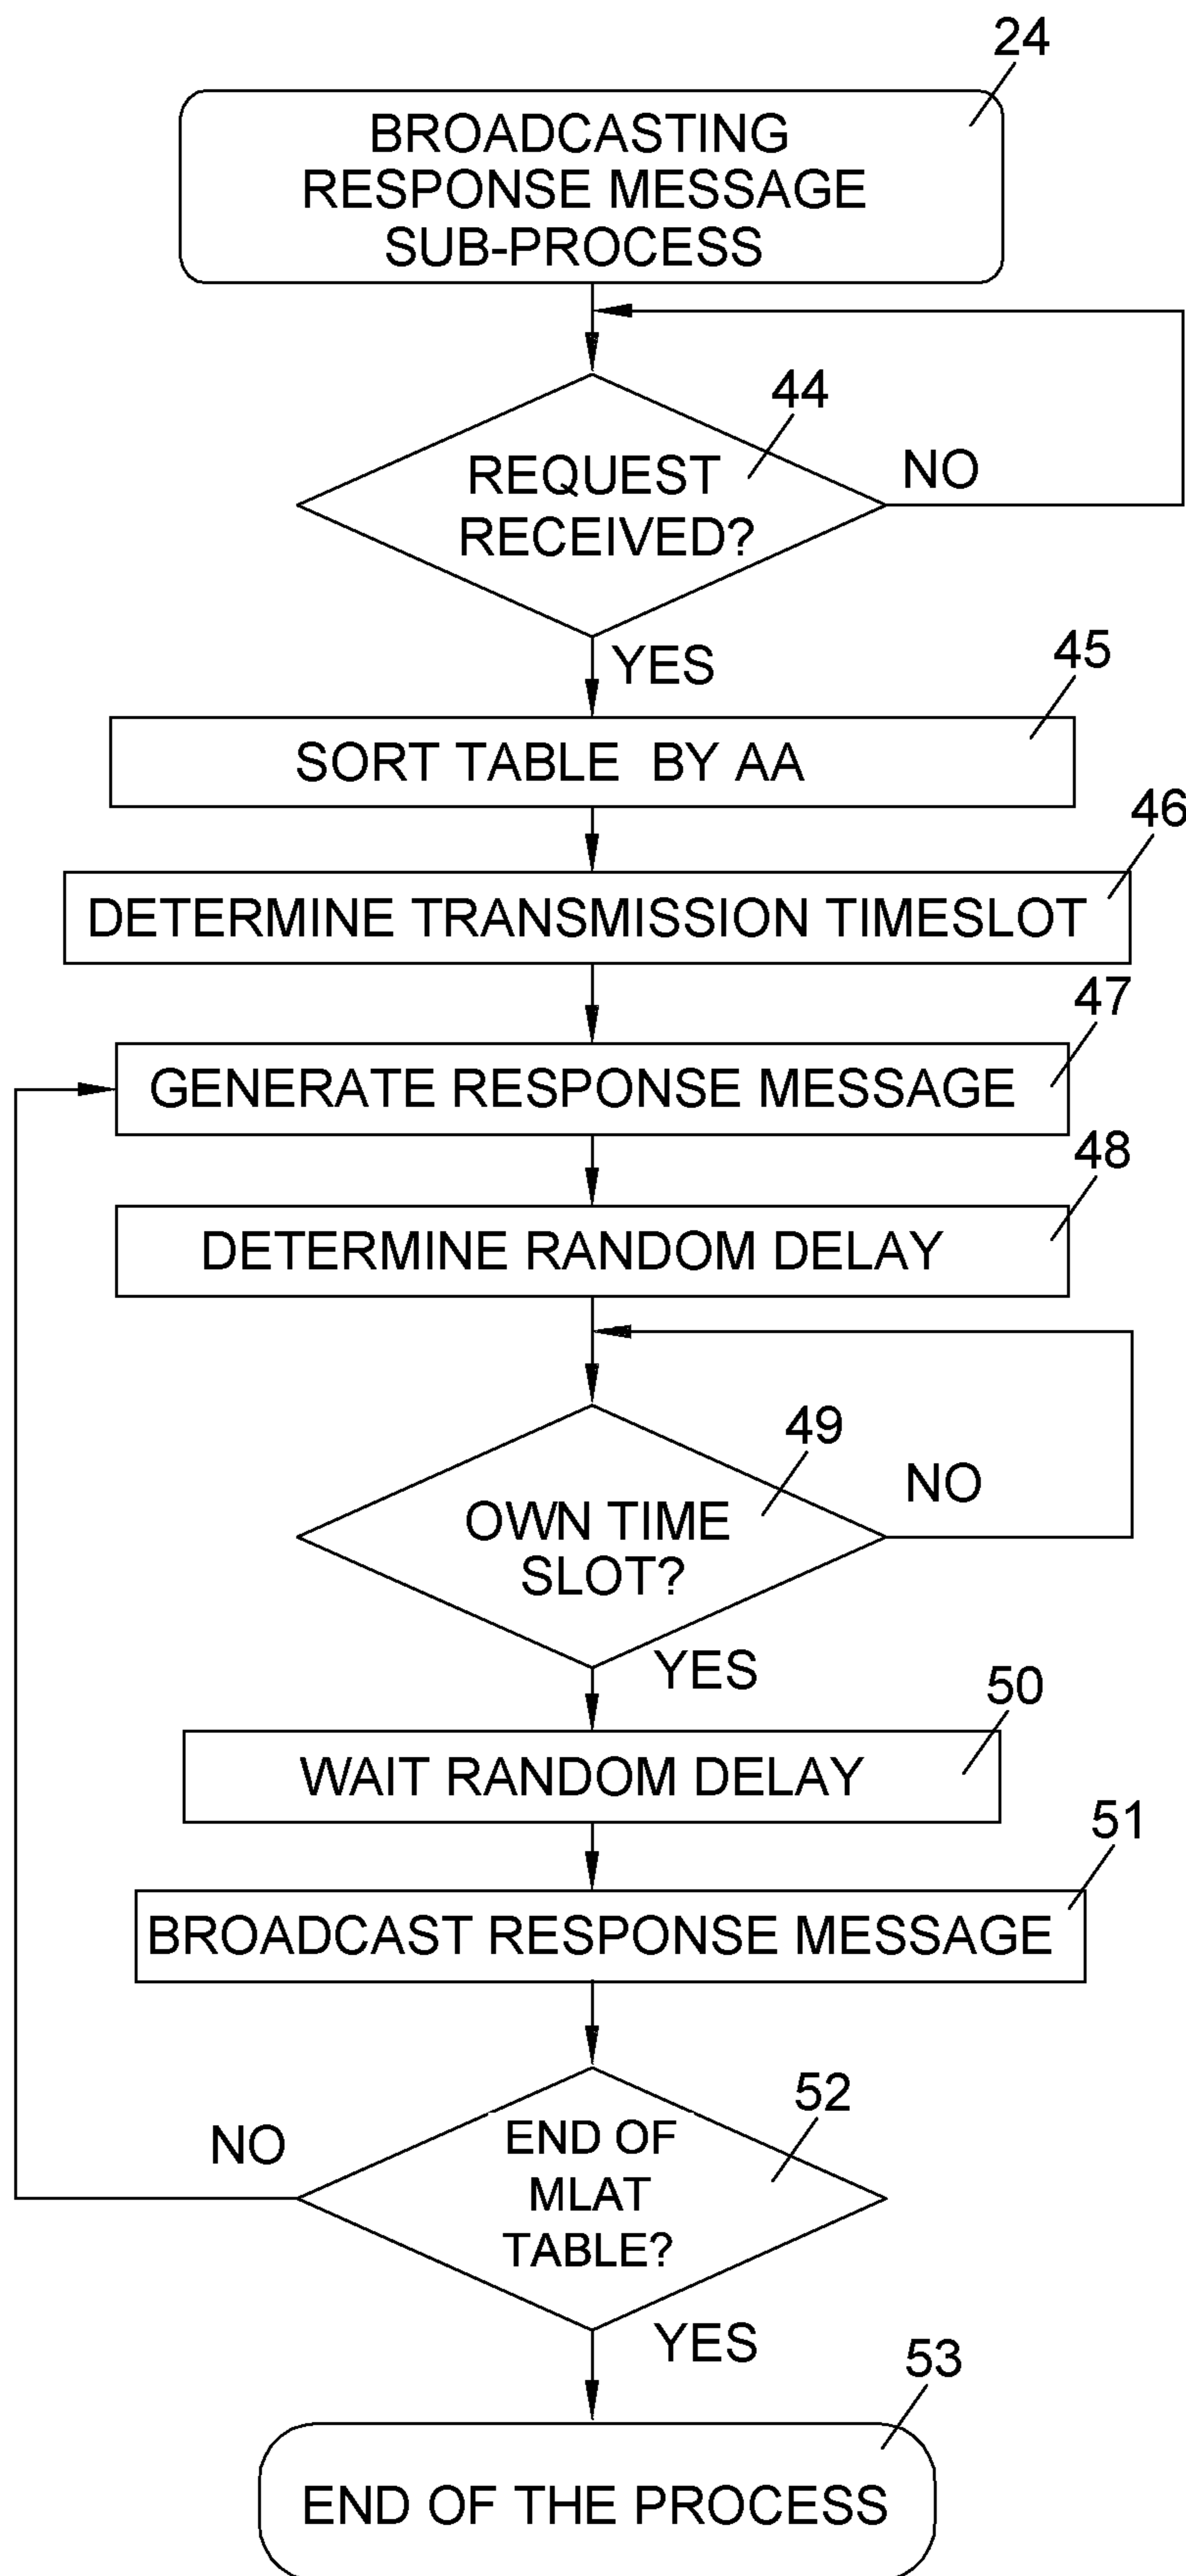 24
BROADCASTING
RESPONSE MESSAGE
SUB-PROCESS
44
REQUEST
RECEIVED?
NO
YES
45
SORT TABLE BY AA
46
DETERMINE TRANSMISSION TIMESLOT
47
GENERATE RESPONSE MESSAGE
48
DETERMINE RANDOM DELAY
49
OWN TIME
SLOT?
NO
YES
50
WAIT RANDOM DELAY
51
BROADCAST RESPONSE MESSAGE
52
END OF
MLAT
TABLE?
NO
YES
53
END OF THE PROCESS